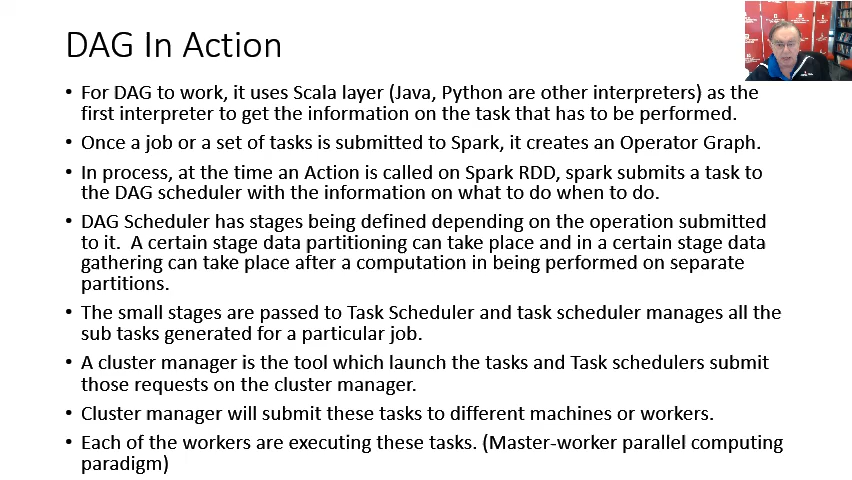 DAG In Action
• For DAG to work, it uses Scala layer (Java, Python are other interpreters) as the
first interpreter to get the information on the task that has to be performed.
• Once a job or a set of tasks is submitted to Spark, it creates an Operator Graph.
• In process, at the time an Action is called on Spark RDD, spark submits a task to
the DAG scheduler with the information on what to do when to do.
• DAG Scheduler has stages being defined depending on the operation submitted
to it.  A certain stage data partitioning can take place and in a certain stage data
gathering can take place after a computation in being performed on separate
partitions.
• The small stages are passed to Task Scheduler and task scheduler manages all the
sub tasks generated for a particular job.
• A cluster manager is the tool which launch the tasks and Task schedulers submit
those requests on the cluster manager.
• Cluster manager will submit these tasks to different machines or workers.
• Each of the workers are executing these tasks. (Master-worker parallel computing
paradigm)